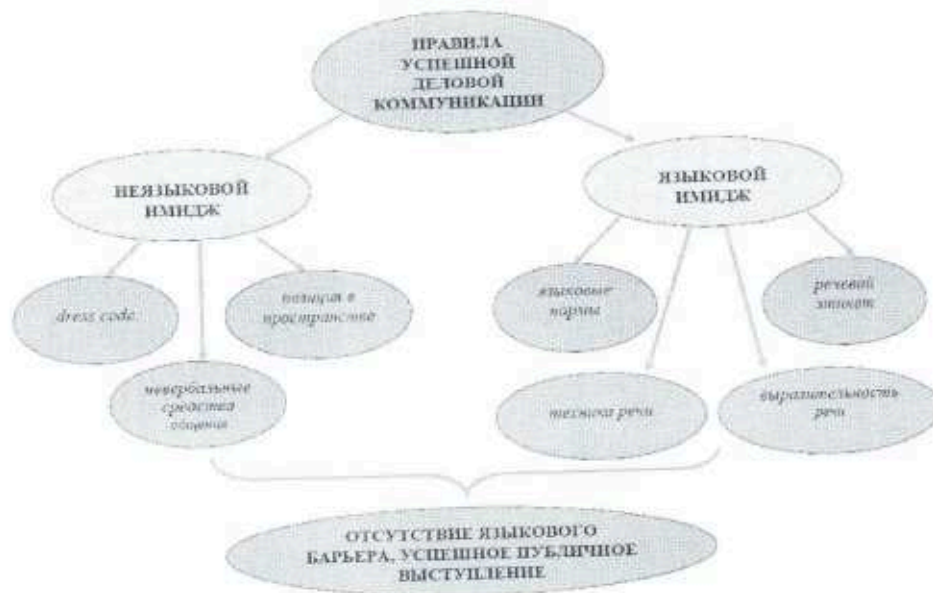 ПРАВИЛА
УСПЕШНОЙ
ДЕЛОВОЙ
КОММУНИКАЦИИ
НЕЯЗЫКОВОЙ
ИМИДЖ
ЯЗЫКОВОЙ
ИМИДЖ
dress code
позиция в
пространстве
невербальные
средства
общения
языковые
нормы
речевой
этикет
техника речи
выразительность
речи
ОТСУТСТВИЕ ЯЗЫКОВОГО
БАРЬЕРА, УСПЕШНОЕ ПУБЛИЧНОЕ
ВЫСТУПЛЕНИЕ